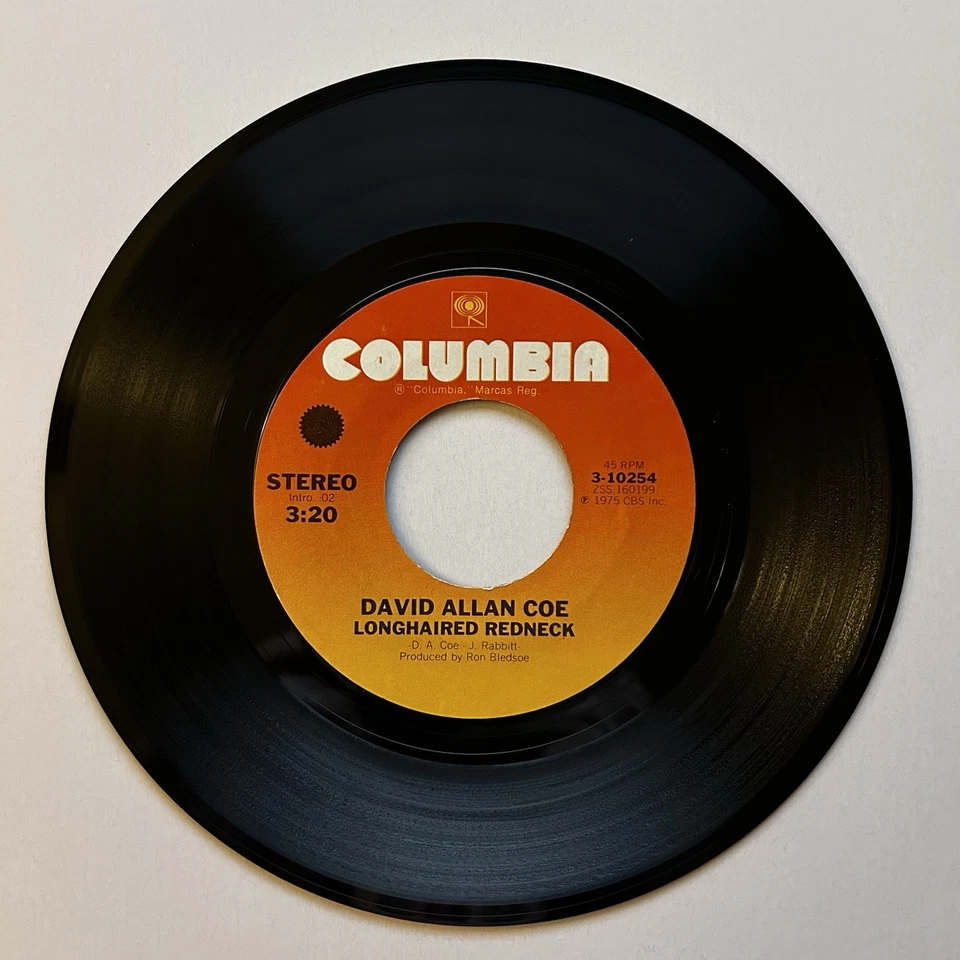 COLUMBIA
® "Columbia," Marcas Reg.
STEREO
Intro. :02
3:20
45 RPM
3-10254
ZSS 160199
℗ 1975 CBS Inc.
DAVID ALLAN COE
LONGHAIRED REDNECK
-D. A. Coe - J. Rabbitt-
Produced by Ron Bledsoe